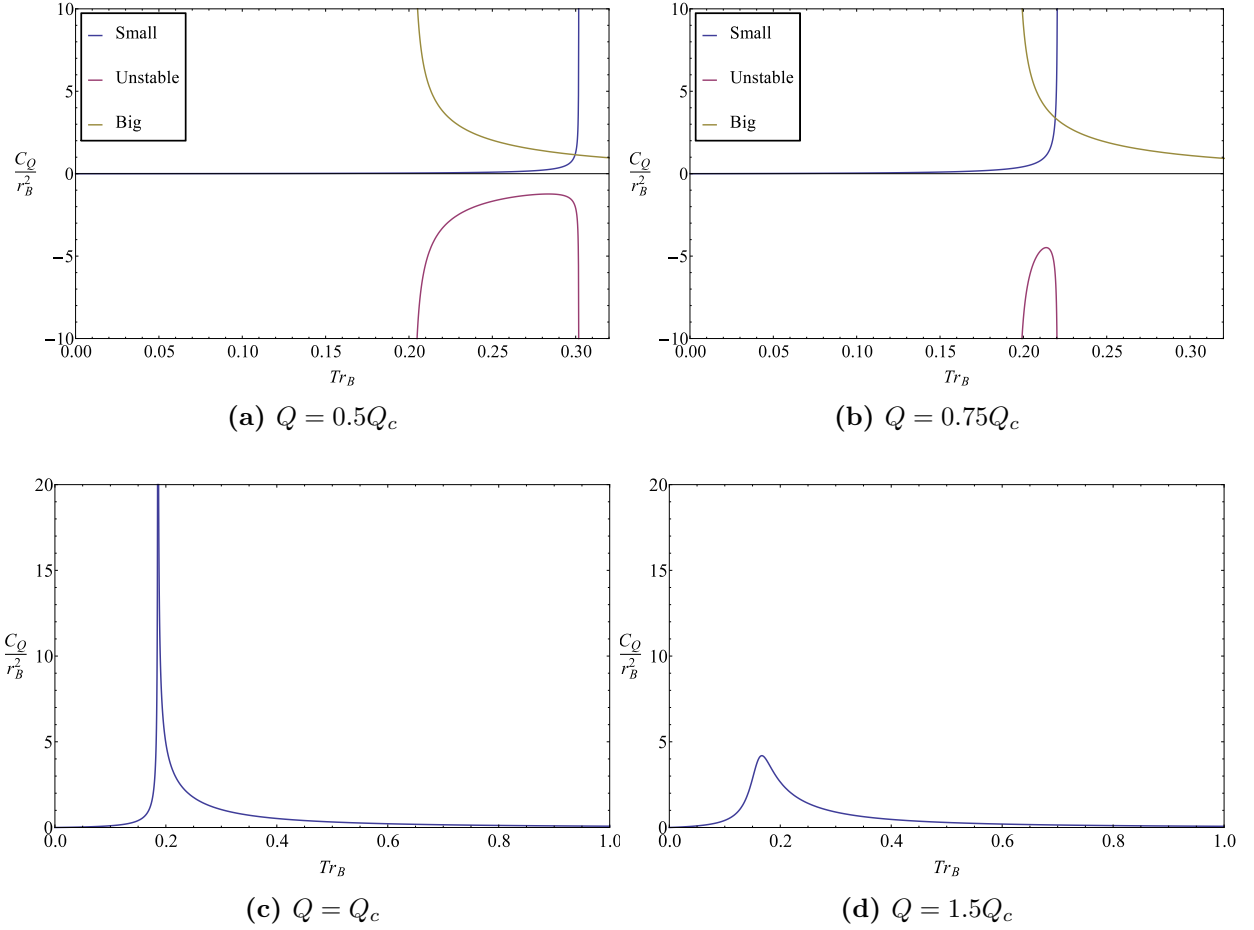 10
5
0
−5
−10
C_Q
r_B^2
Small
Unstable
Big
0.00 0.05 0.10 0.15 0.20 0.25 0.30
Tr_B
(a) Q = 0.5Q_c
10
5
0
−5
−10
C_Q
r_B^2
Small
Unstable
Big
0.00 0.05 0.10 0.15 0.20 0.25 0.30
Tr_B
(b) Q = 0.75Q_c
20
15
10
5
0
C_Q
r_B^2
0.0 0.2 0.4 0.6 0.8 1.0
Tr_B
(c) Q = Q_c
20
15
10
5
0
C_Q
r_B^2
0.0 0.2 0.4 0.6 0.8 1.0
Tr_B
(d) Q = 1.5Q_c